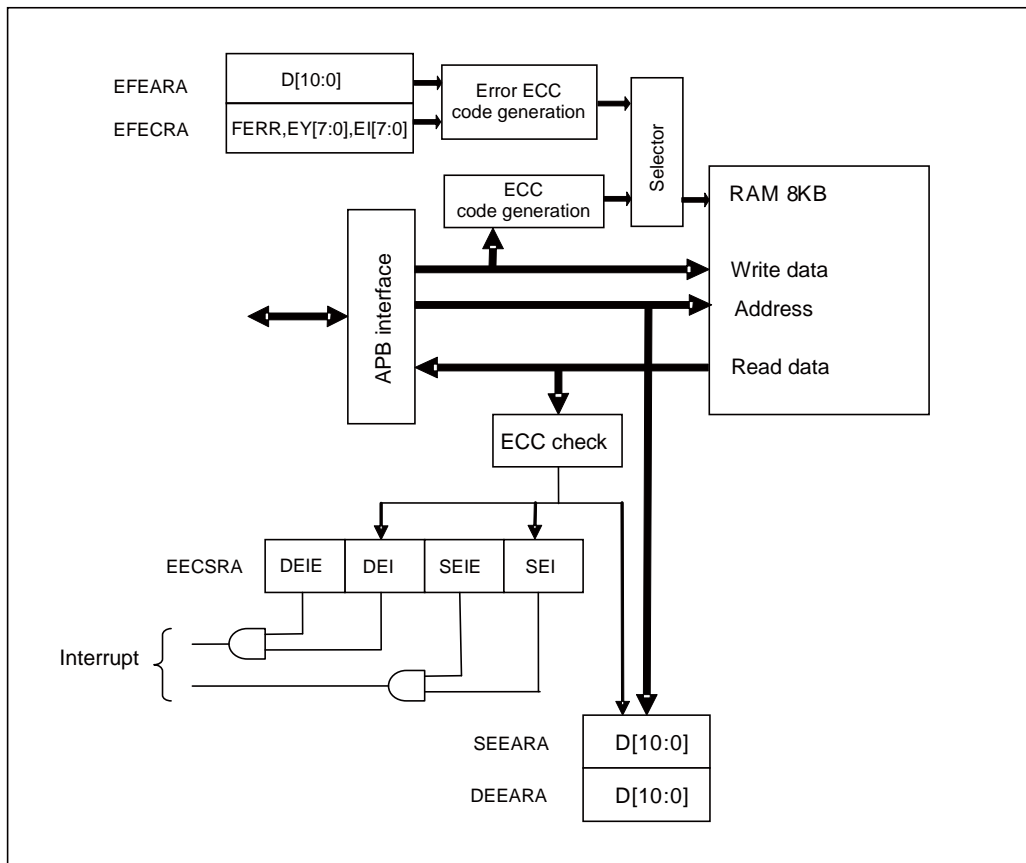 EFEARA
D[10:0]
EFECRA
FERR,EY[7:0],EI[7:0]
Error ECC
code generation
Selector
ECC
code generation
RAM 8KB
Write data
Address
Read data
APB interface
ECC check
EECSRA
DEIE
DEI
SEIE
SEI
Interrupt
SEEARA
D[10:0]
DEEARA
D[10:0]